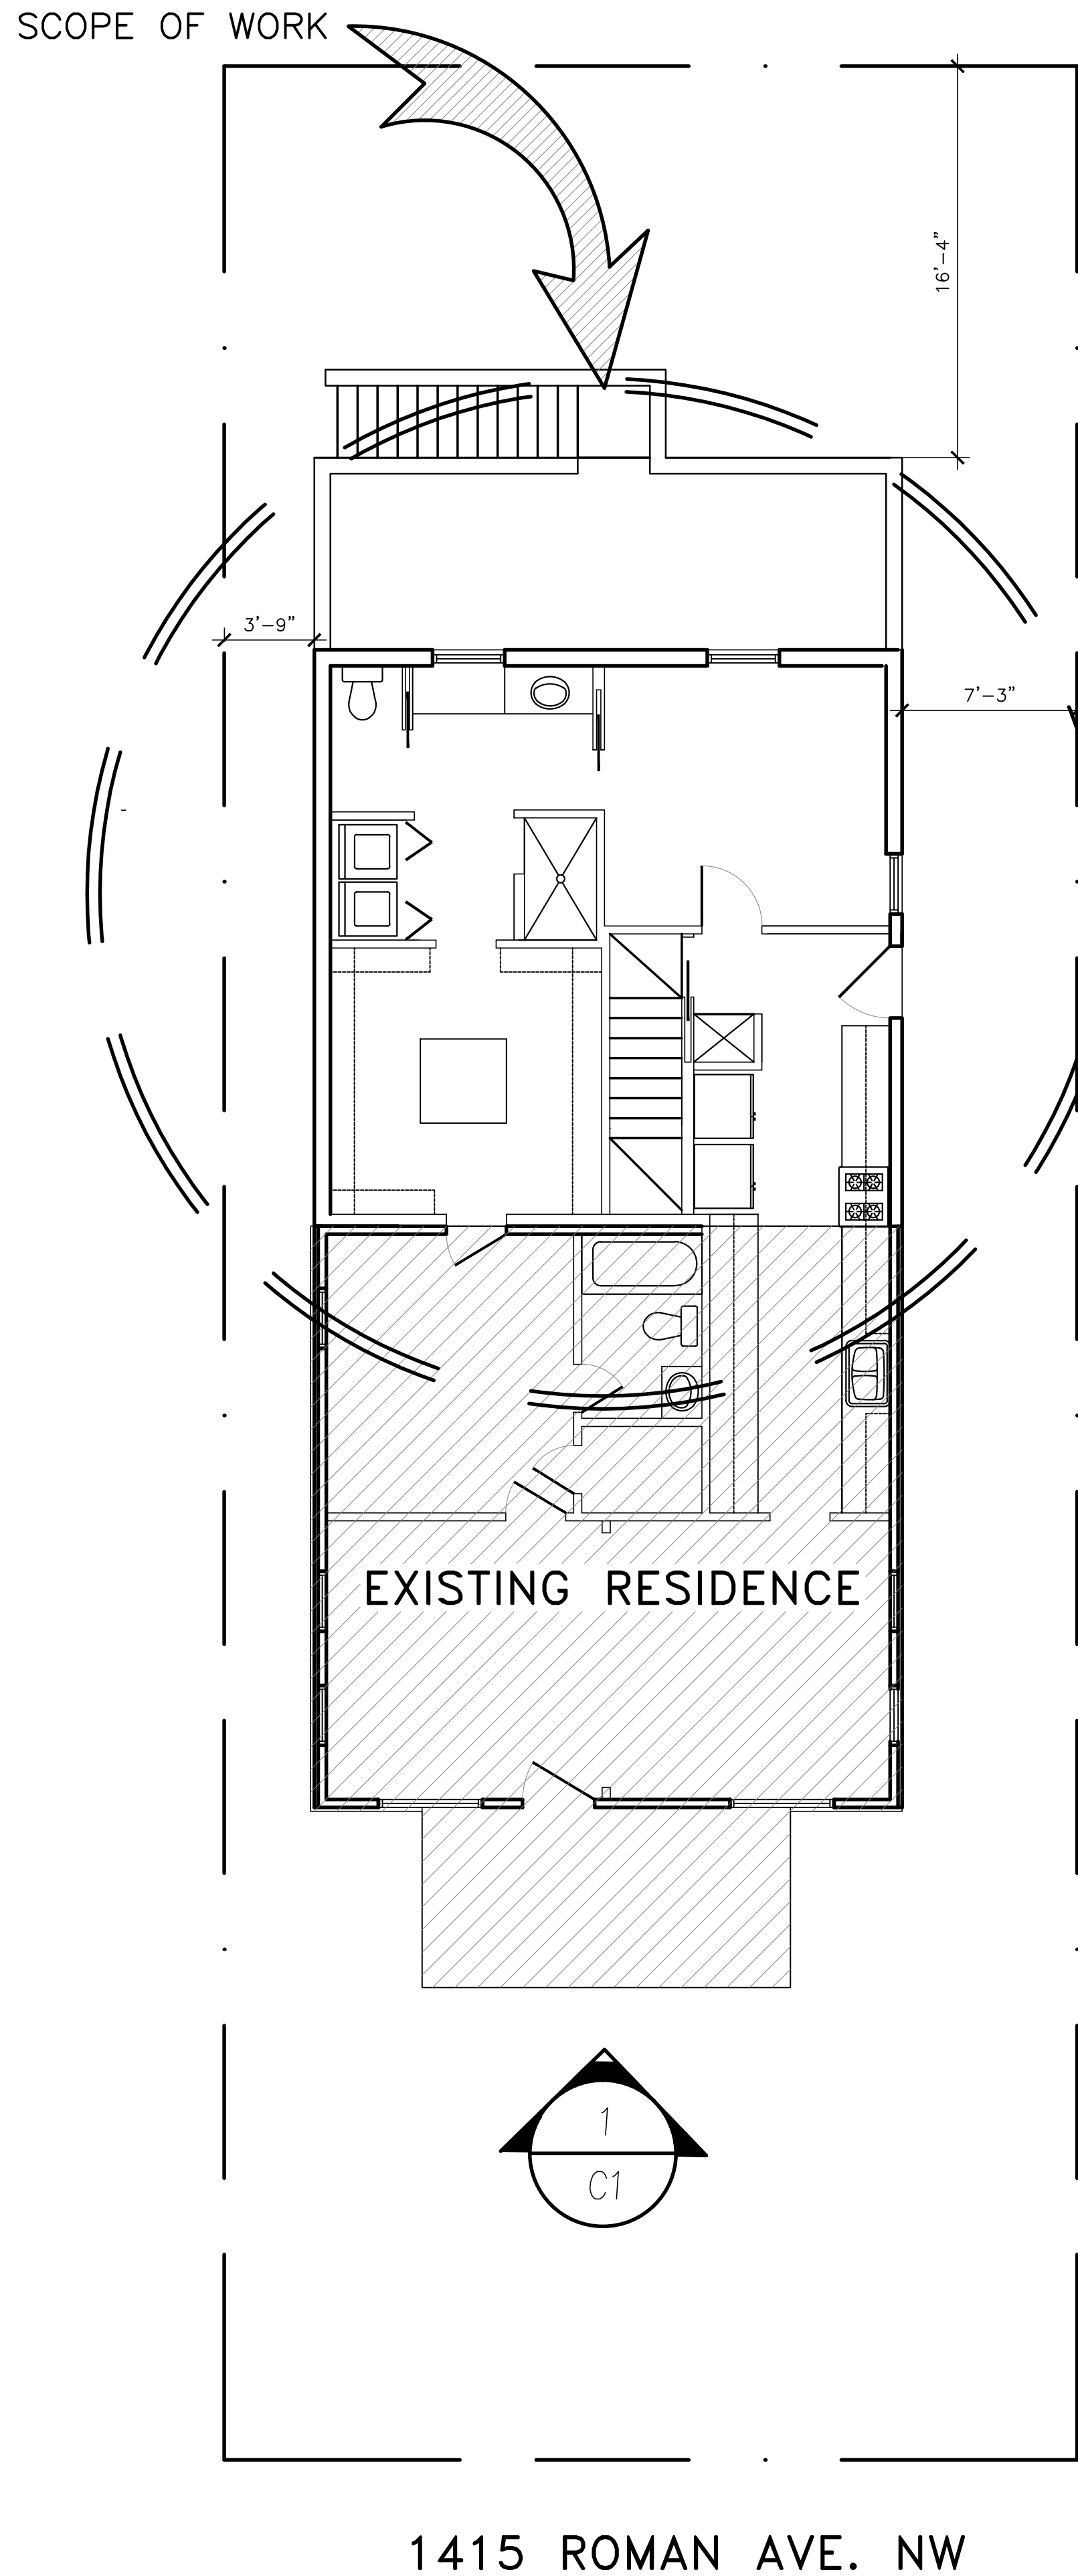 SCOPE OF WORK
16'-4"
3'-9"
7'-3"
EXISTING RESIDENCE
1
C1
1415 ROMAN AVE. NW